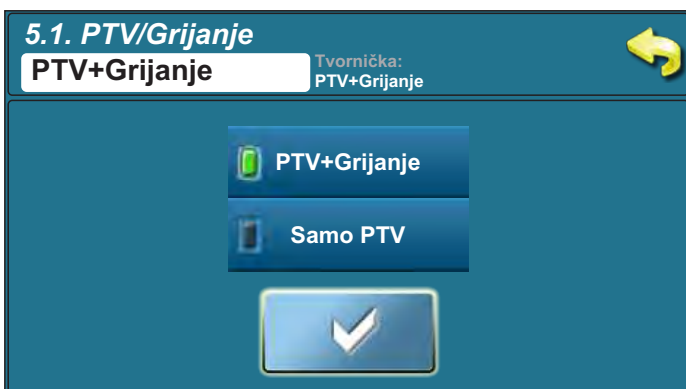 5.1. PTV/Grijanje
PTV+Grijanje
Tvornička:
PTV+Grijanje
PTV+Grijanje
Samo PTV